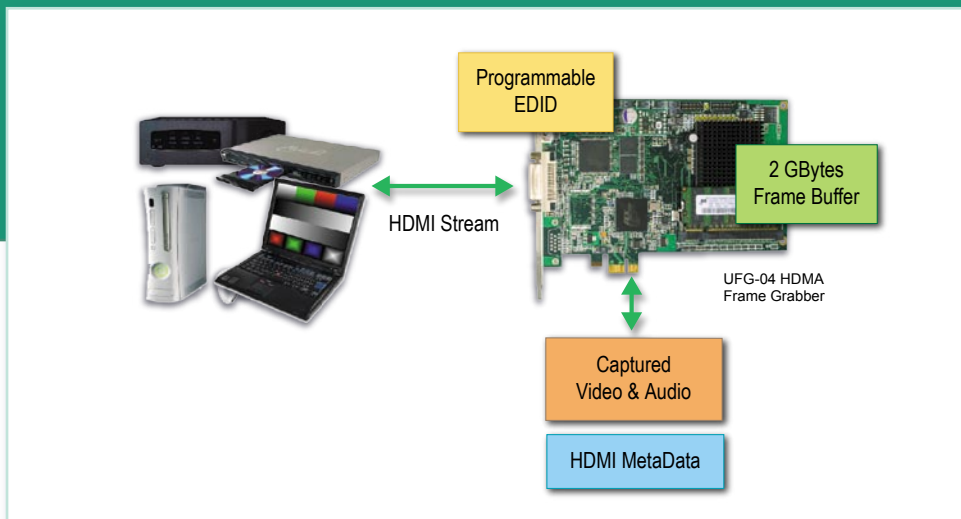 Programmable
EDID
2 GBytes
Frame Buffer
HDMI Stream
UFG-04 HDMA
Frame Grabber
Captured
Video & Audio
HDMI MetaData